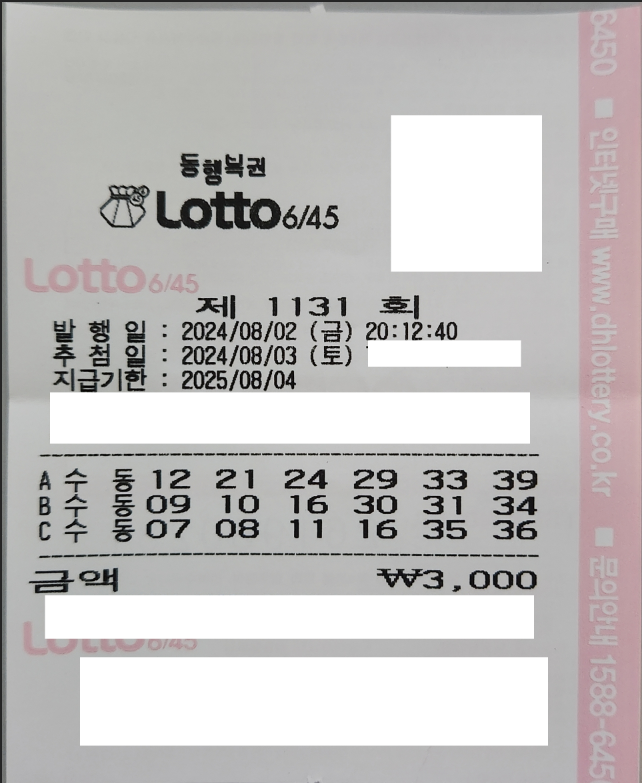 동행복권
Lotto 6/45
Lotto 6/45
제 1131 회
발 행 일 : 2024/08/02 (금) 20:12:40
추 첨 일 : 2024/08/03 (토)
지급기한 : 2025/08/04
A 수 동 12 21 24 29 33 39
B 수 동 09 10 16 30 31 34
C 수 동 07 08 11 16 35 36
금액 ₩3,000
Lotto 6/45
6450 ■ 인터넷구매 www.dhlottery.co.kr ■ 문의안내 1588-645